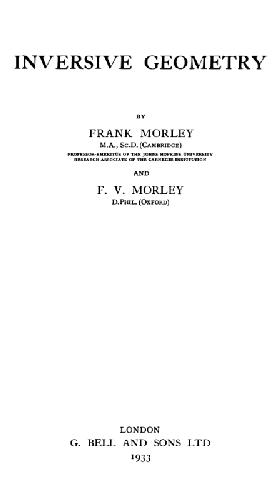 INVERSIVE GEOMETRY
BY
FRANK MORLEY
M.A., Sc.D. (CAMBRIDGE)
PROFESSOR-EMERITUS OF THE JOHNS HOPKINS UNIVERSITY
RESEARCH ASSOCIATE OF THE CARNEGIE INSTITUTION
AND
F. V. MORLEY
D.PHIL. (OXFORD)
LONDON
G. BELL AND SONS LTD
1933